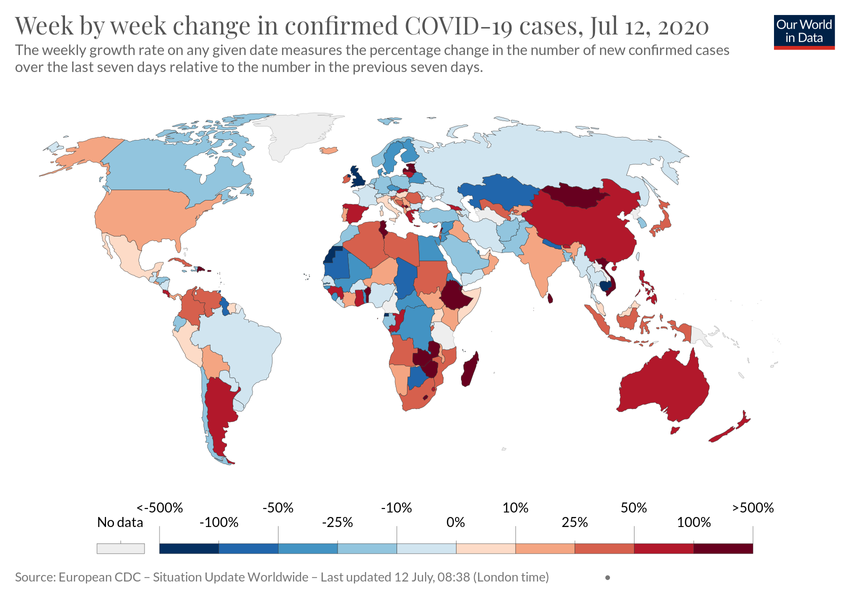 Week by week change in confirmed COVID-19 cases, Jul 12, 2020
Our World
in Data
The weekly growth rate on any given date measures the percentage change in the number of new confirmed cases
over the last seven days relative to the number in the previous seven days.
<-500% -50% -10% 10% 50% >500%
No data -100% -25% 0% 25% 100%
Source: European CDC – Situation Update Worldwide – Last updated 12 July, 08:38 (London time)